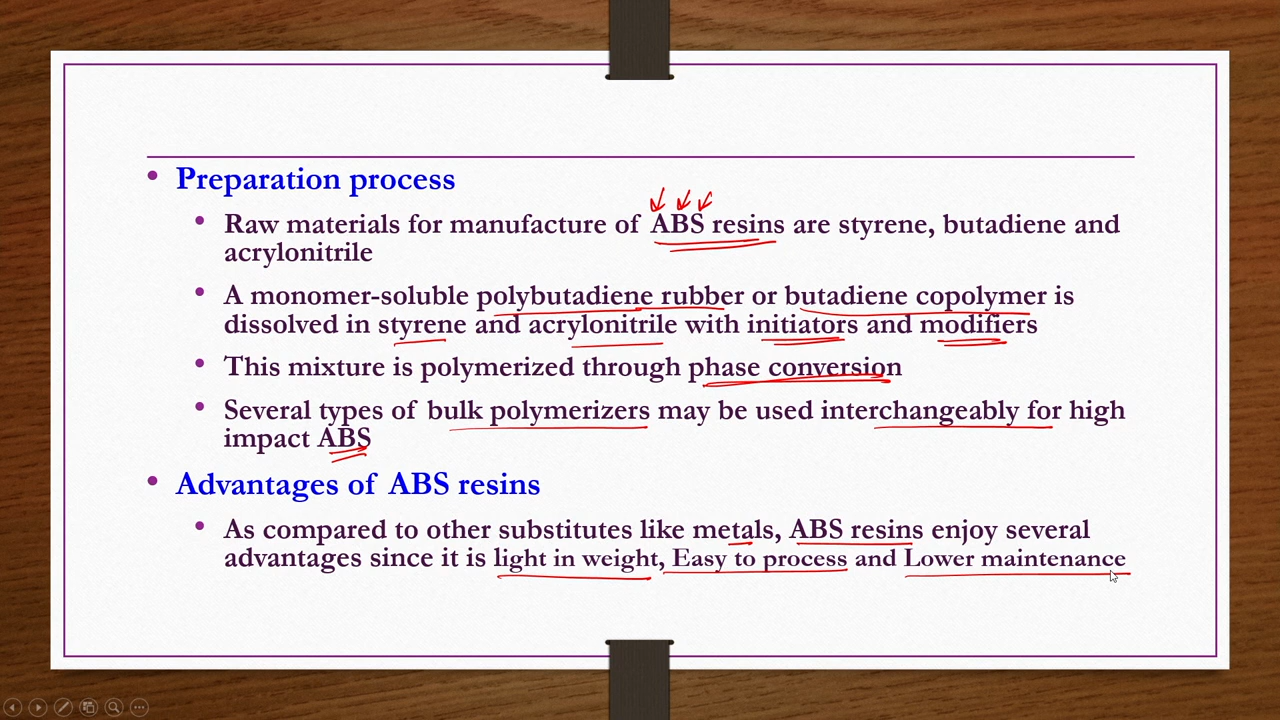 • Preparation process
• Raw materials for manufacture of ABS resins are styrene, butadiene and
acrylonitrile
• A monomer-soluble polybutadiene rubber or butadiene copolymer is
dissolved in styrene and acrylonitrile with initiators and modifiers
• This mixture is polymerized through phase conversion
• Several types of bulk polymerizers may be used interchangeably for high
impact ABS
• Advantages of ABS resins
• As compared to other substitutes like metals, ABS resins enjoy several
advantages since it is light in weight, Easy to process and Lower maintenance